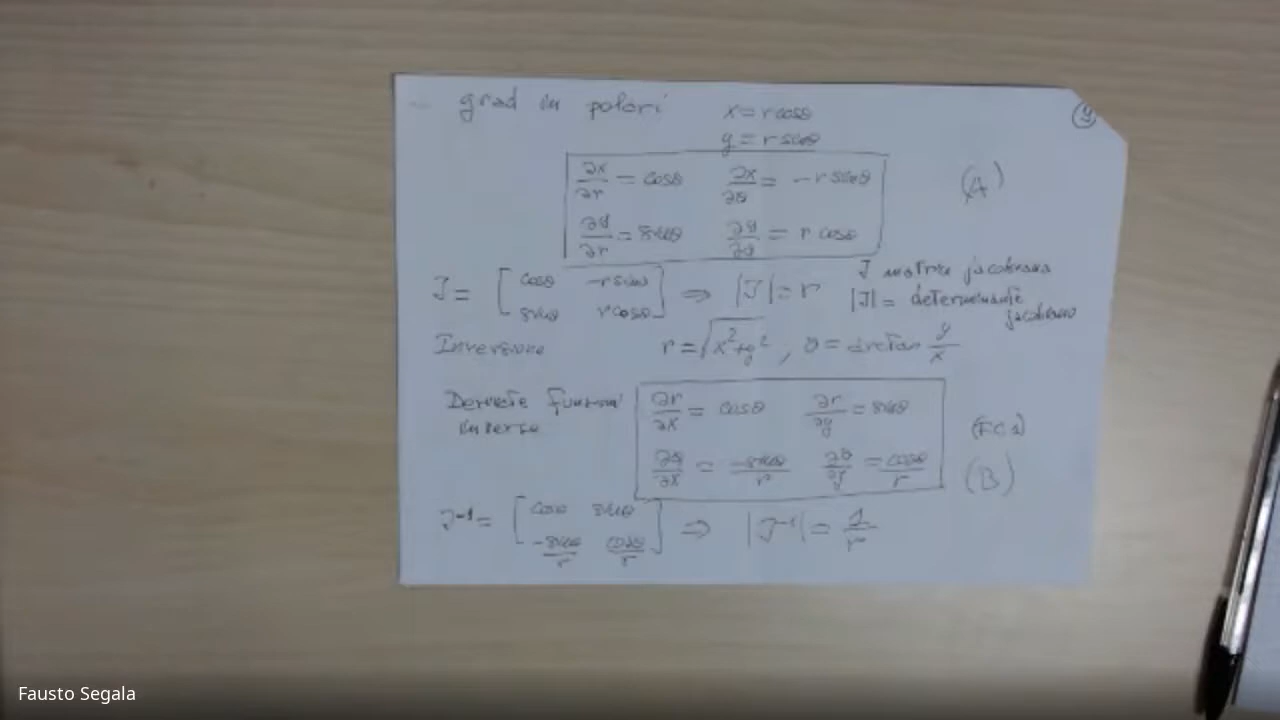 grad in polari x = r cosθ (9)
y = r senθ
∂x/∂r = cosθ ∂x/∂θ = -r senθ (A)
∂y/∂r = senθ ∂y/∂θ = r cosθ
J = [ cosθ -r senθ ; senθ r cosθ ] ⇒ |J| = r
J matrice jacobiana
|J| = determinante jacobiano
Inversione r = √(x²+y²) , θ = arctan y/x
Derivate funzioni inverse
∂r/∂x = cosθ ∂r/∂y = senθ
∂θ/∂x = -senθ/r ∂θ/∂y = cosθ/r (B)
J⁻¹ = [ cosθ senθ ; -senθ/r cosθ/r ] ⇒ |J⁻¹| = 1/r
Fausto Segala